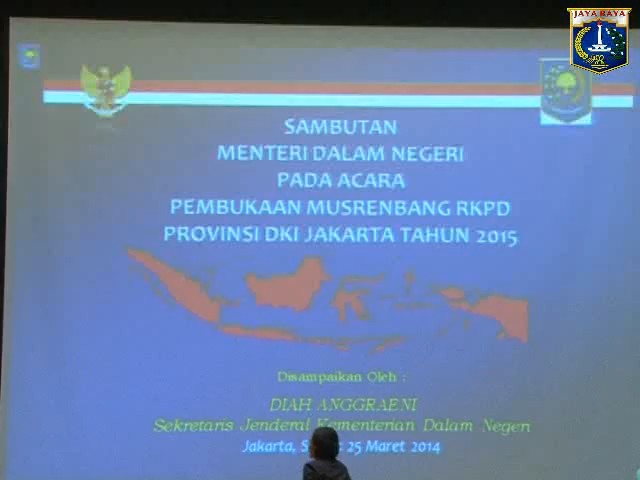 JAYA RAYA
SAMBUTAN
MENTERI DALAM NEGERI
PADA ACARA
PEMBUKAAN MUSRENBANG RKPD
PROVINSI DKI JAKARTA TAHUN 2015
Disampaikan Oleh :
DIAH ANGGRAENI
Sekretaris Jenderal Kementerian Dalam Negeri
Jakarta, 25 Maret 2014